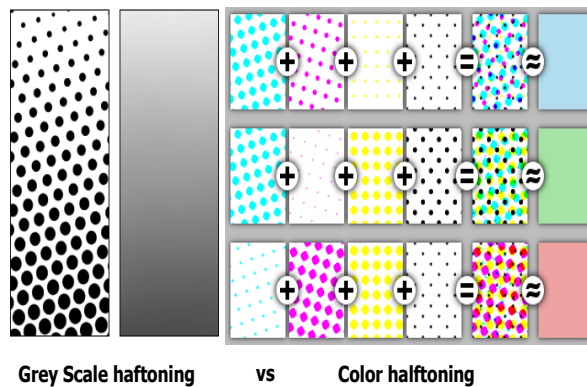 + + + = ≈
+ + + = ≈
+ + + = ≈
Grey Scale haftoning vs Color halftoning